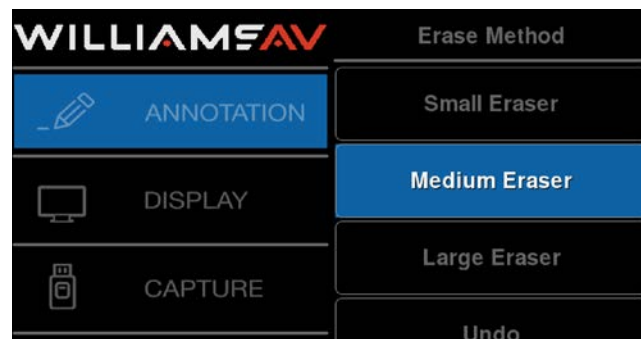 WILLIAMSAV
ANNOTATION
DISPLAY
CAPTURE
Erase Method
Small Eraser
Medium Eraser
Large Eraser
Undo